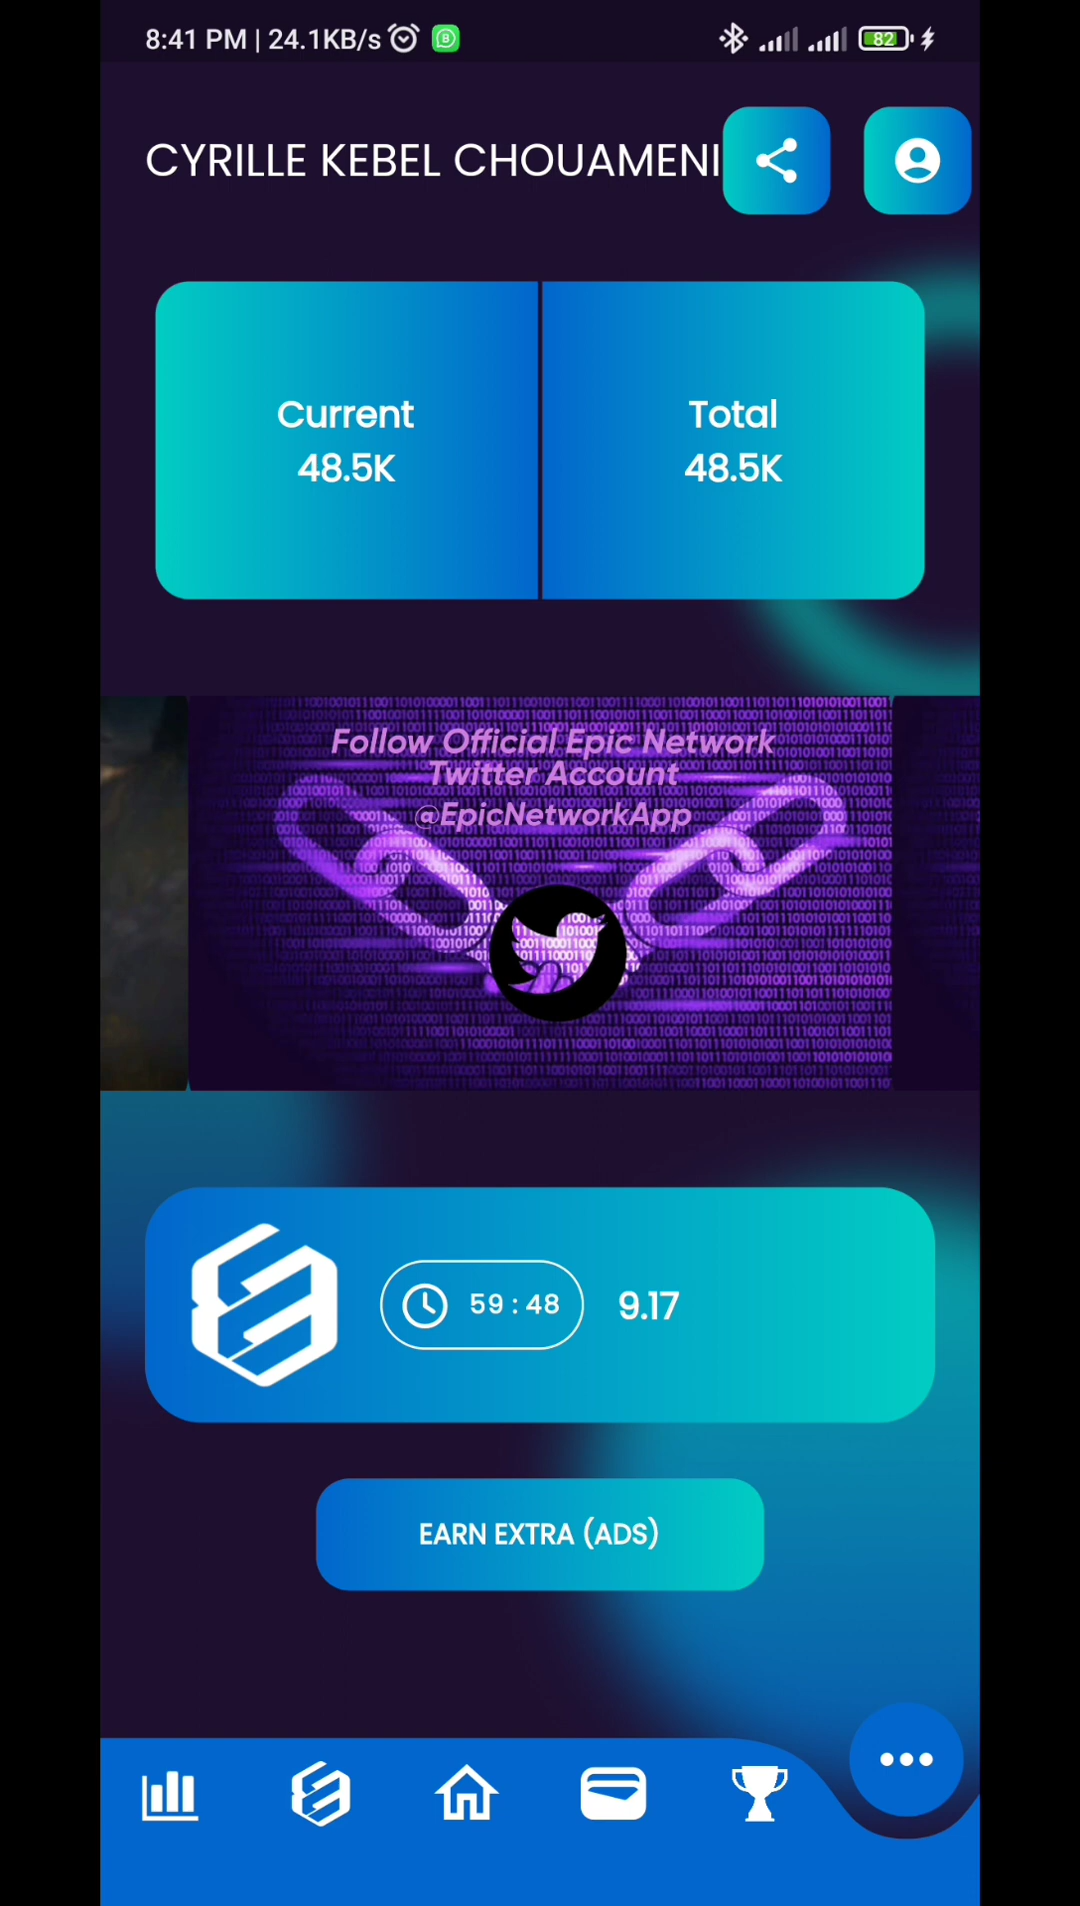 8:41 PM | 24.1KB/s
82
CYRILLE KEBEL CHOUAMENI
Current
48.5K
Total
48.5K
Follow Official Epic Network
Twitter Account
@EpicNetworkApp
59 : 48
9.17
EARN EXTRA (ADS)